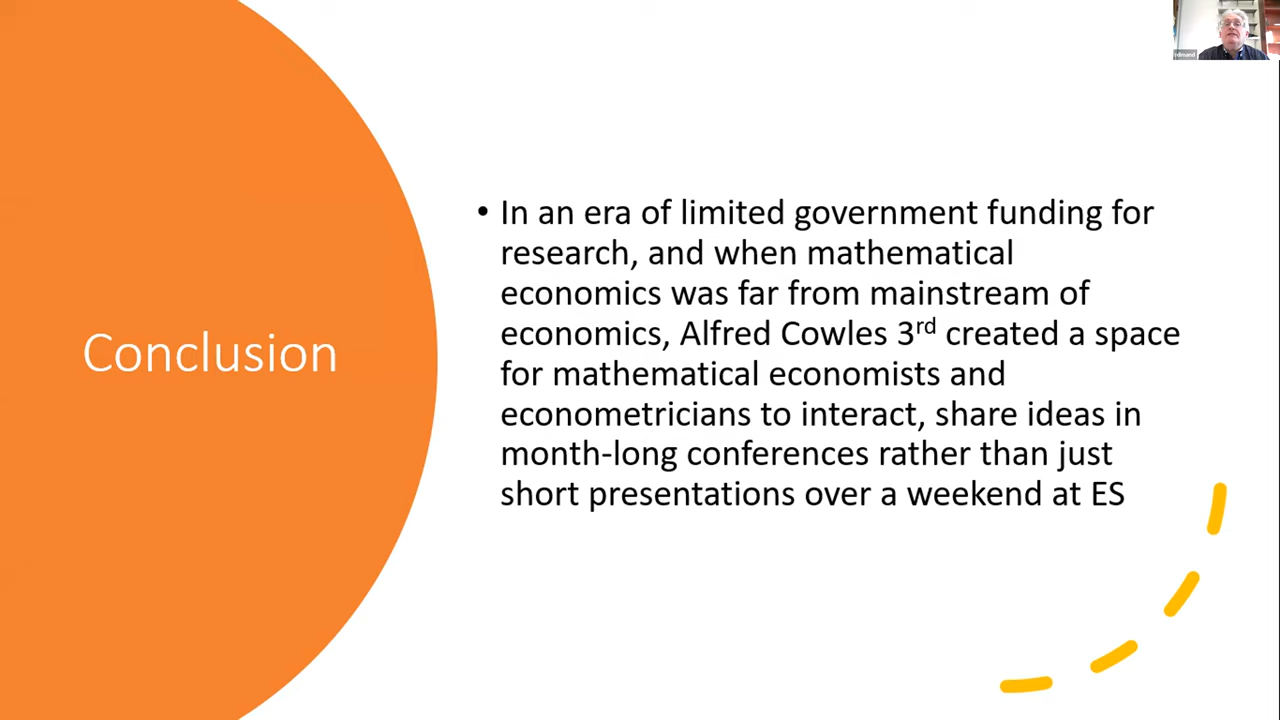 Conclusion
• In an era of limited government funding for
research, and when mathematical
economics was far from mainstream of
economics, Alfred Cowles 3rd created a space
for mathematical economists and
econometricians to interact, share ideas in
month-long conferences rather than just
short presentations over a weekend at ES